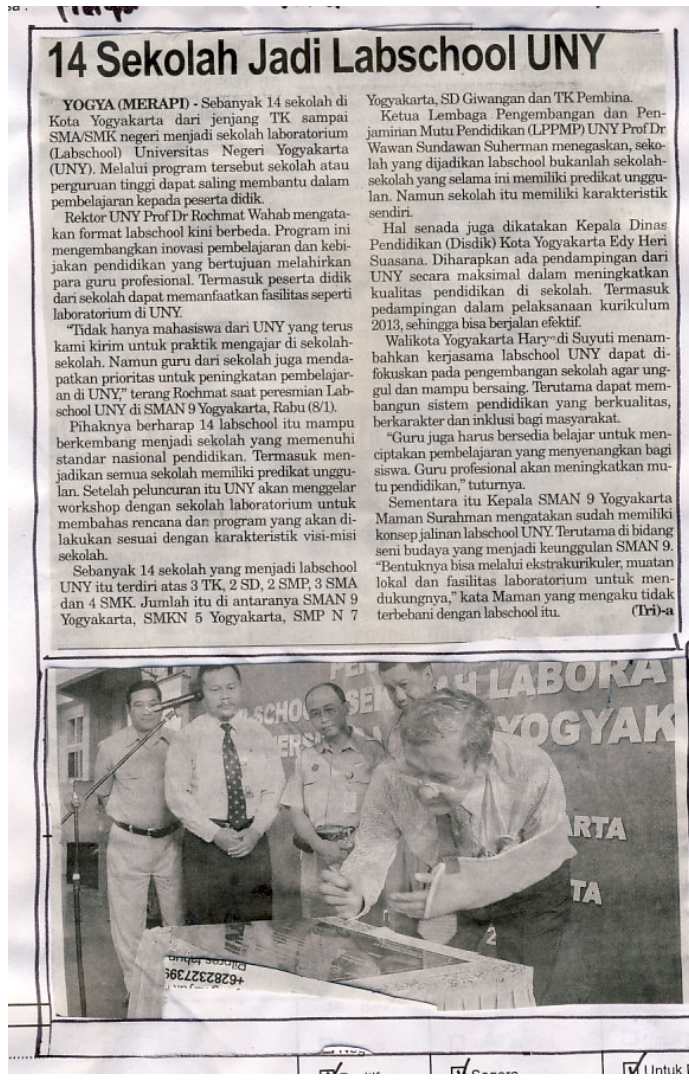 14 Sekolah Jadi Labschool UNY
YOGYA (MERAPI) - Sebanyak 14 sekolah di
Kota Yogyakarta dari jenjang TK sampai
SMA/SMK negeri menjadi sekolah laboratorium
(Labschool) Universitas Negeri Yogyakarta
(UNY). Melalui program tersebut sekolah atau
perguruan tinggi dapat saling membantu dalam
pembelajaran kepada peserta didik.
Rektor UNY Prof Dr Rochmat Wahab mengata-
kan format labschool kini berbeda. Program ini
mengembangkan inovasi pembelajaran dan kebi-
jakan pendidikan yang bertujuan melahirkan
para guru profesional. Termasuk peserta didik
dari sekolah dapat memanfaatkan fasilitas seperti
laboratorium di UNY.
"Tidak hanya mahasiswa dari UNY yang terus
kami kirim untuk praktik mengajar di sekolah-
sekolah. Namun guru dari sekolah juga menda-
patkan prioritas untuk peningkatan pembelajar-
an di UNY," terang Rochmat saat peresmian Lab-
school UNY di SMAN 9 Yogyakarta, Rabu (8/1).
Pihaknya berharap 14 labschool itu mampu
berkembang menjadi sekolah yang memenuhi
standar nasional pendidikan. Termasuk men-
jadikan semua sekolah memiliki predikat unggu-
lan. Setelah peluncuran itu UNY akan menggelar
workshop dengan sekolah laboratorium untuk
membahas rencana dan program yang akan di-
lakukan sesuai dengan karakteristik visi-misi
sekolah.
Sebanyak 14 sekolah yang menjadi labschool
UNY itu terdiri atas 3 TK, 2 SD, 2 SMP, 3 SMA
dan 4 SMK. Jumlah itu di antaranya SMAN 9
Yogyakarta, SMKN 5 Yogyakarta, SMP N 7
Yogyakarta, SD Giwangan dan TK Pembina.
Ketua Lembaga Pengembangan dan Pen-
jaminan Mutu Pendidikan (LPPMP) UNY Prof Dr
Wawan Sundawan Suherman menegaskan, seko-
lah yang dijadikan labschool bukanlah sekolah-
sekolah yang selama ini memiliki predikat unggu-
lan. Namun sekolah itu memiliki karakteristik
sendiri.
Hal senada juga dikatakan Kepala Dinas
Pendidikan (Disdik) Kota Yogyakarta Edy Heri
Suasana. Diharapkan ada pendampingan dari
UNY secara maksimal dalam meningkatkan
kualitas pendidikan di sekolah. Termasuk
pedampingan dalam pelaksanaan kurikulum
2013, sehingga bisa berjalan efektif.
Walikota Yogyakarta Haryadi Suyuti menam-
bahkan kerjasama labschool UNY dapat di-
fokuskan pada pengembangan sekolah agar ung-
gul dan mampu bersaing. Terutama dapat mem-
bangun sistem pendidikan yang berkualitas,
berkarakter dan inklusi bagi masyarakat.
"Guru juga harus bersedia belajar untuk men-
ciptakan pembelajaran yang menyenangkan bagi
siswa. Guru profesional akan meningkatkan mu-
tu pendidikan," tuturnya.
Sementara itu Kepala SMAN 9 Yogyakarta
Maman Surahman mengatakan sudah memiliki
konsep jalinan labschool UNY. Terutama di bidang
seni budaya yang menjadi keunggulan SMAN 9.
"Bentuknya bisa melalui ekstrakurikuler, muatan
lokal dan fasilitas laboratorium untuk men-
dukungnya," kata Maman yang mengaku tidak
terbebani dengan labschool itu. (Tri)-a
LABORA
YOGYAK
ARTA
TA
2
+6282327399
Untuk